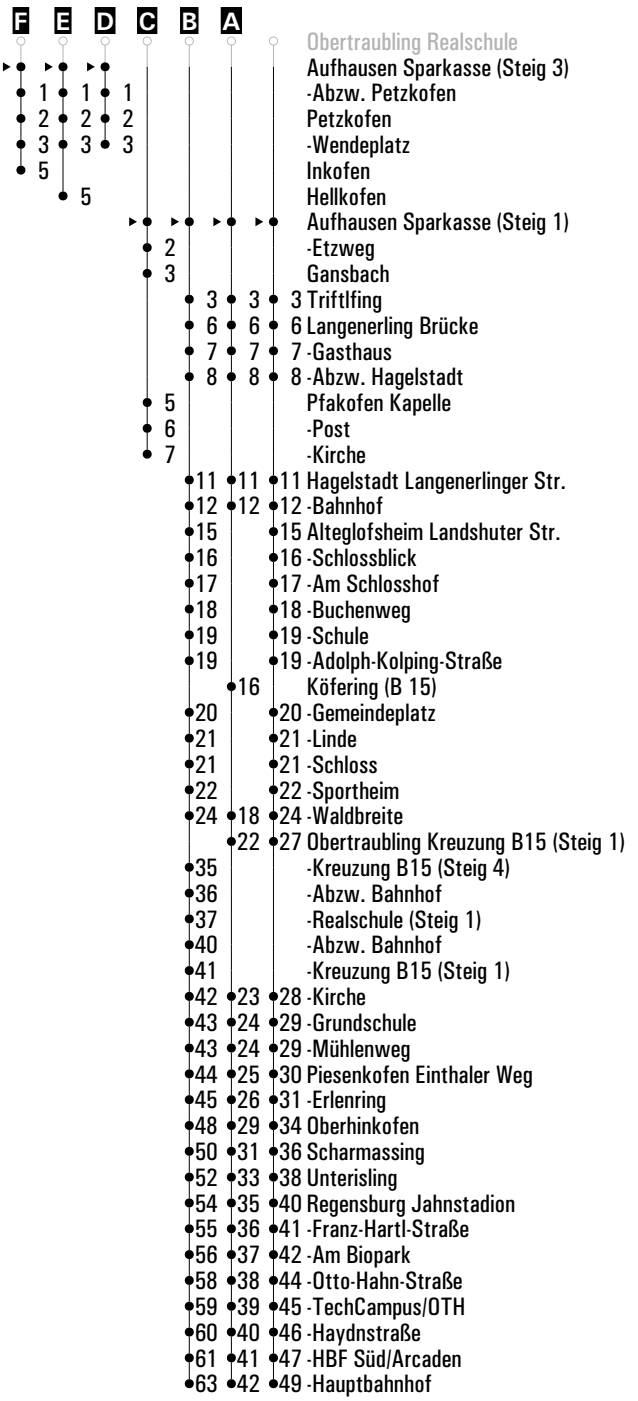 F E D C B A
Obertraubling Realschule
Aufhausen Sparkasse (Steig 3)
1 1 1 -Abzw. Petzkofen
2 2 2 Petzkofen
3 3 3 -Wendeplatz
5 Inkofen
5 Hellkofen
Aufhausen Sparkasse (Steig 1)
2 -Etzweg
3 Gansbach
3 3 3 Triftlfing
6 6 6 Langenerling Brücke
7 7 7 -Gasthaus
8 8 8 -Abzw. Hagelstadt
5 Pfakofen Kapelle
6 -Post
7 -Kirche
11 11 11 Hagelstadt Langenerlinger Str.
12 12 12 -Bahnhof
15 15 Alteglofsheim Landshuter Str.
16 16 -Schlossblick
17 17 -Am Schlosshof
18 18 -Buchenweg
19 19 -Schule
19 19 -Adolph-Kolping-Straße
16 Köfering (B 15)
20 20 -Gemeindeplatz
21 21 -Linde
21 21 -Schloss
22 22 -Sportheim
24 18 24 -Waldbreite
22 27 Obertraubling Kreuzung B15 (Steig 1)
35 -Kreuzung B15 (Steig 4)
36 -Abzw. Bahnhof
37 -Realschule (Steig 1)
40 -Abzw. Bahnhof
41 -Kreuzung B15 (Steig 1)
42 23 28 -Kirche
43 24 29 -Grundschule
43 24 29 -Mühlenweg
44 25 30 Piesenkofen Einthaler Weg
45 26 31 -Erlenring
48 29 34 Oberhinkofen
50 31 36 Scharmassing
52 33 38 Unterisling
54 35 40 Regensburg Jahnstadion
55 36 41 -Franz-Hartl-Straße
56 37 42 -Am Biopark
58 38 44 -Otto-Hahn-Straße
59 39 45 -TechCampus/OTH
60 40 46 -Haydnstraße
61 41 47 -HBF Süd/Arcaden
63 42 49 -Hauptbahnhof